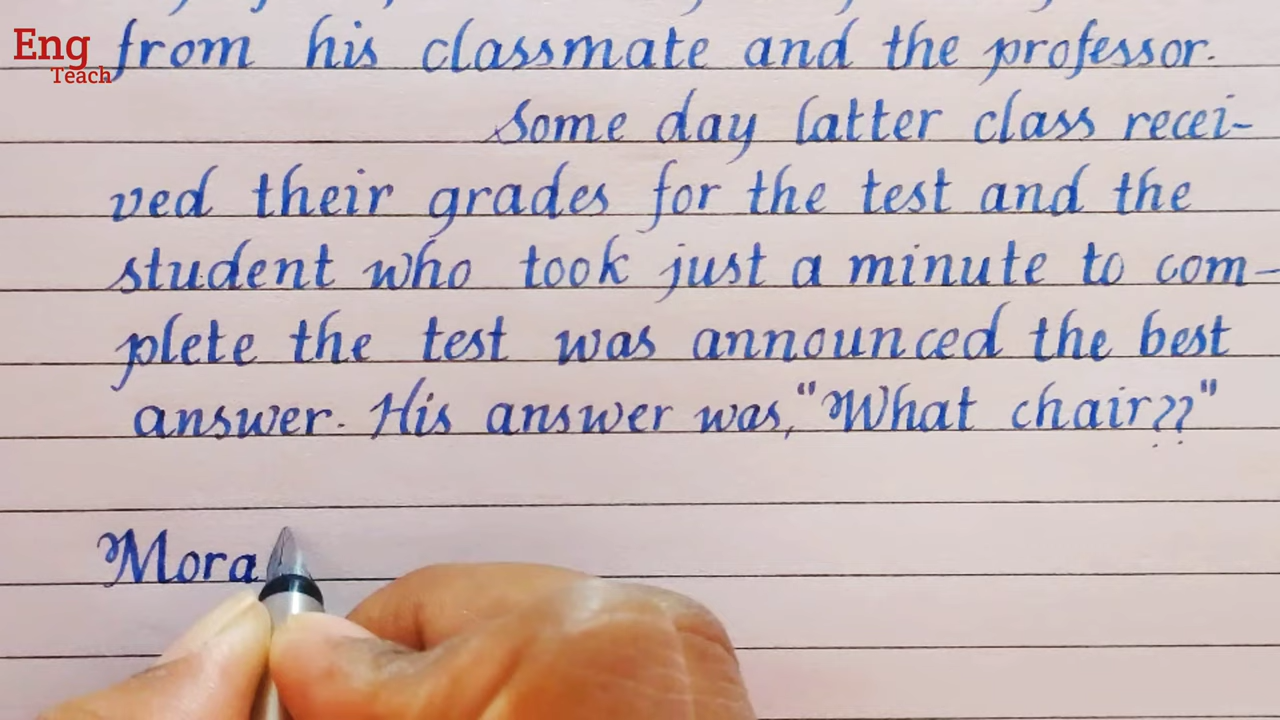 Eng
Teach
from his classmate and the professor.
Some day latter class recei-
ved their grades for the test and the
student who took just a minute to com-
plete the test was announced the best
answer. His answer was, "What chair??"
Mora